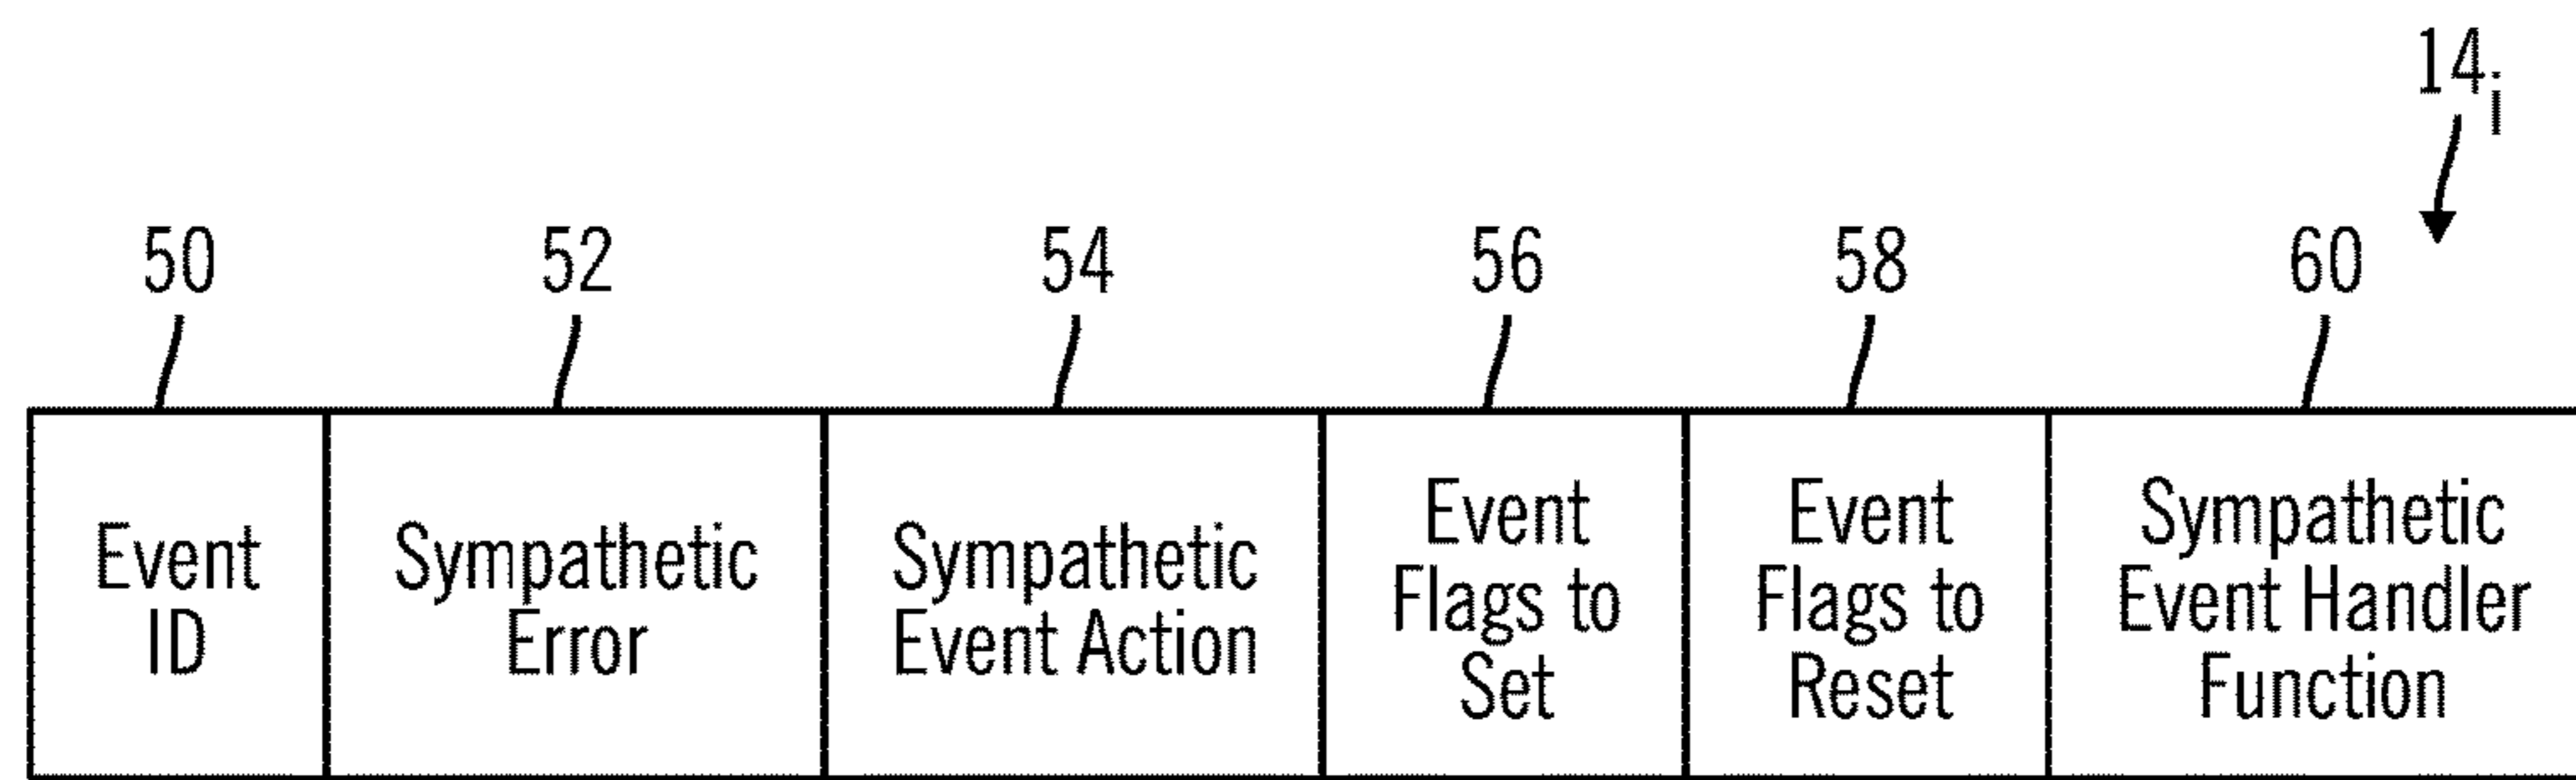 14i
50 52 54 56 58 60
Event
ID
Sympathetic
Error
Sympathetic
Event Action
Event
Flags to
Set
Event
Flags to
Reset
Sympathetic
Event Handler
Function